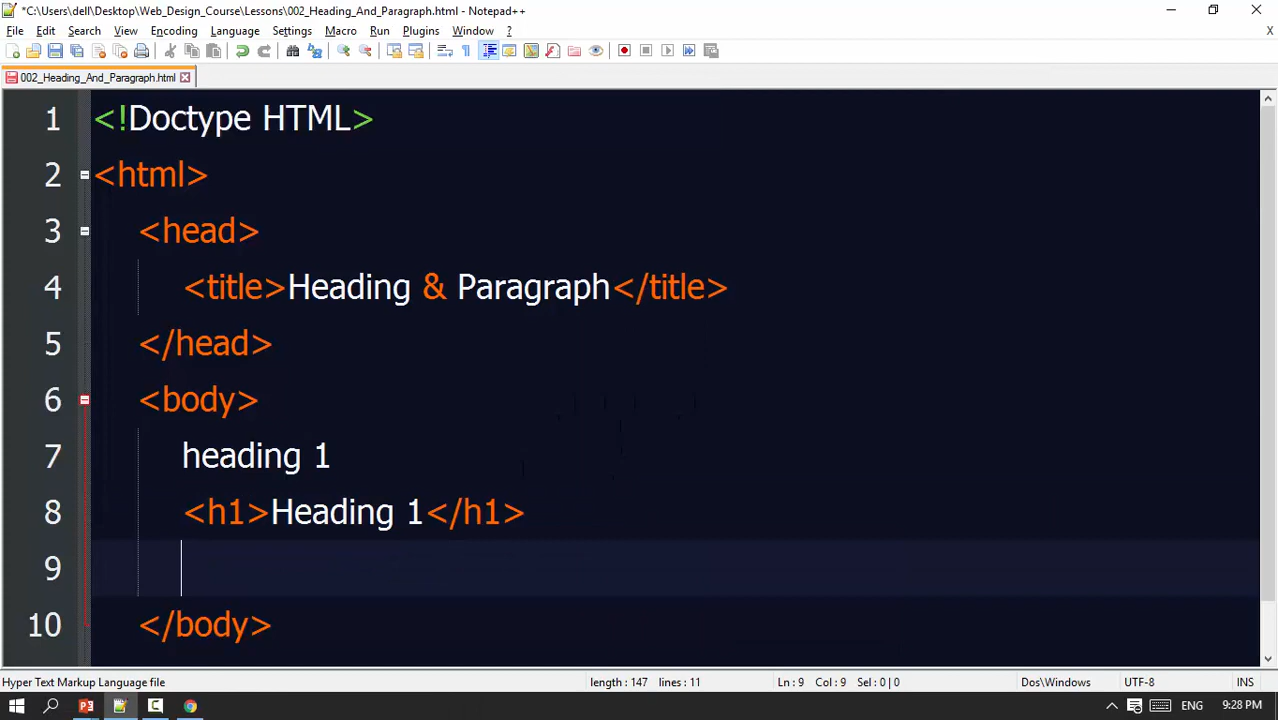 *C:\Users\dell\Desktop\Web_Design_Course\Lessons\002_Heading_And_Paragraph.html - Notepad++
File Edit Search View Encoding Language Settings Macro Run Plugins Window ? X
002_Heading_And_Paragraph.html
1 <!Doctype HTML>
2 <html>
3 <head>
4 <title>Heading & Paragraph</title>
5 </head>
6 <body>
7 heading 1
8 <h1>Heading 1</h1>
9
10 </body>
Hyper Text Markup Language file length : 147 lines : 11 Ln : 9 Col : 9 Sel : 0 | 0 Dos\Windows UTF-8 INS
ENG 9:28 PM